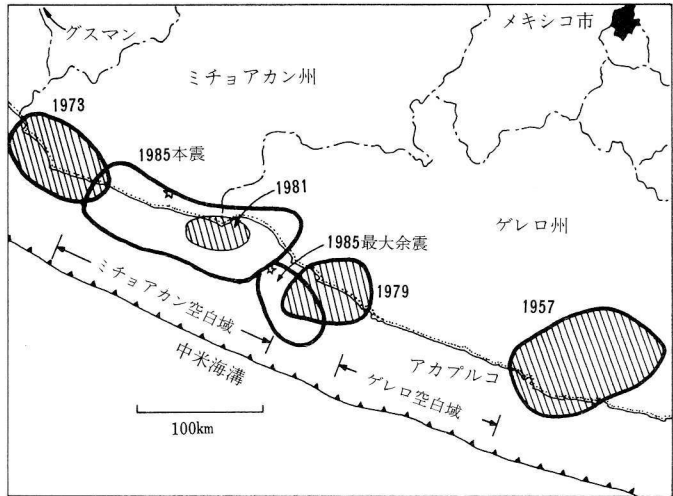 グスマン
メキシコ市
ミチョアカン州
1973
1985本震
1981
ゲレロ州
1985最大余震
ミチョアカン空白域
1979
1957
中米海溝
アカプルコ
ゲレロ空白域
100km